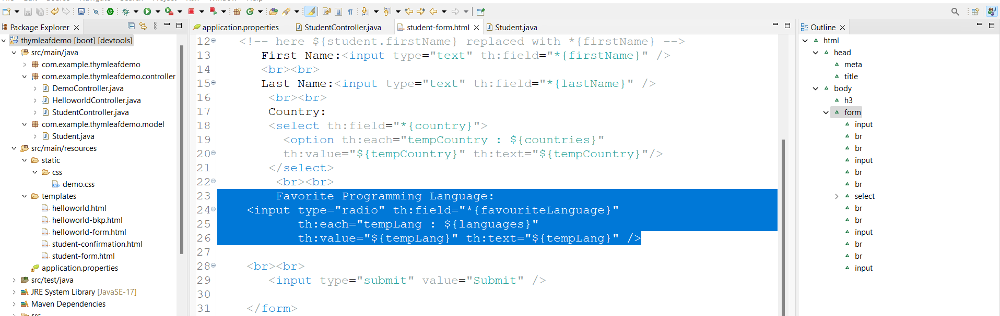 Package Explorer
thymleafdemo [boot] [devtools]
src/main/java
com.example.thymleafdemo
com.example.thymleafdemo.controller
DemoController.java
HelloworldController.java
StudentController.java
com.example.thymleafdemo.model
Student.java
src/main/resources
static
css
demo.css
templates
helloworld.html
helloworld-bkp.html
helloworld-form.html
student-confirmation.html
student-form.html
application.properties
src/test/java
JRE System Library [JavaSE-17]
Maven Dependencies
src
application.properties
StudentController.java
student-form.html
Student.java
12 <!-- here ${student.firstName} replaced with *{firstName} -->
13 First Name:<input type="text" th:field="*{firstName}" />
14 <br><br>
15 Last Name:<input type="text" th:field="*{lastName}" />
16 <br><br>
17 Country:
18 <select th:field="*{country}">
19 <option th:each="tempCountry : ${countries}"
20 th:value="${tempCountry}" th:text="${tempCountry}"/>
21 </select>
22 <br><br>
23 Favorite Programming Language:
24 <input type="radio" th:field="*{favouriteLanguage}"
25 th:each="tempLang : ${languages}"
26 th:value="${tempLang}" th:text="${tempLang}" />
27
28 <br><br>
29 <input type="submit" value="Submit" />
30
31 </form>
Outline
html
head
meta
title
body
h3
form
input
br
br
input
br
br
select
br
br
input
br
br
input